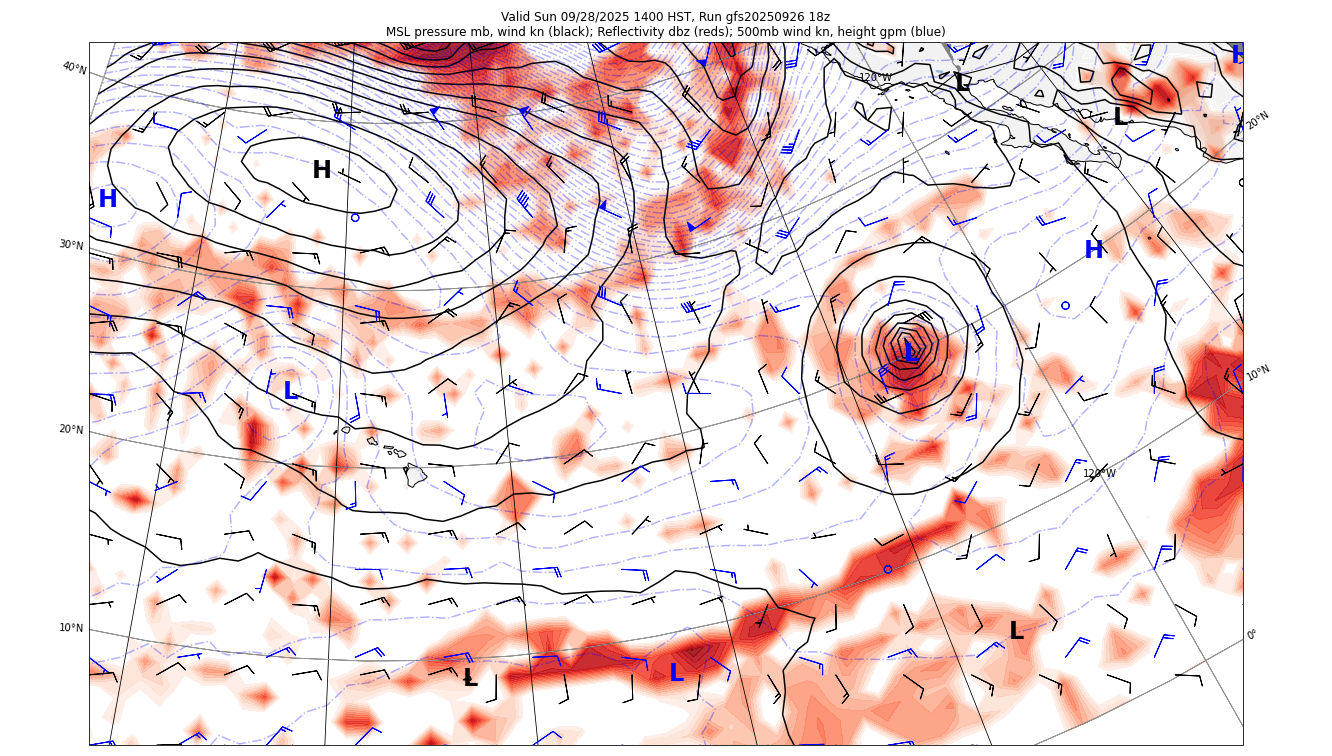 Valid Sun 09/28/2025 1400 HST, Run gfs20250926 18z
MSL pressure mb, wind kn (black); Reflectivity dbz (reds); 500mb wind kn, height gpm (blue)
H
40°N
120°W
L
L
20°N
H
H
30°N
H
L
L
10°N
20°N
120°W
10°N
L
0°
L
L